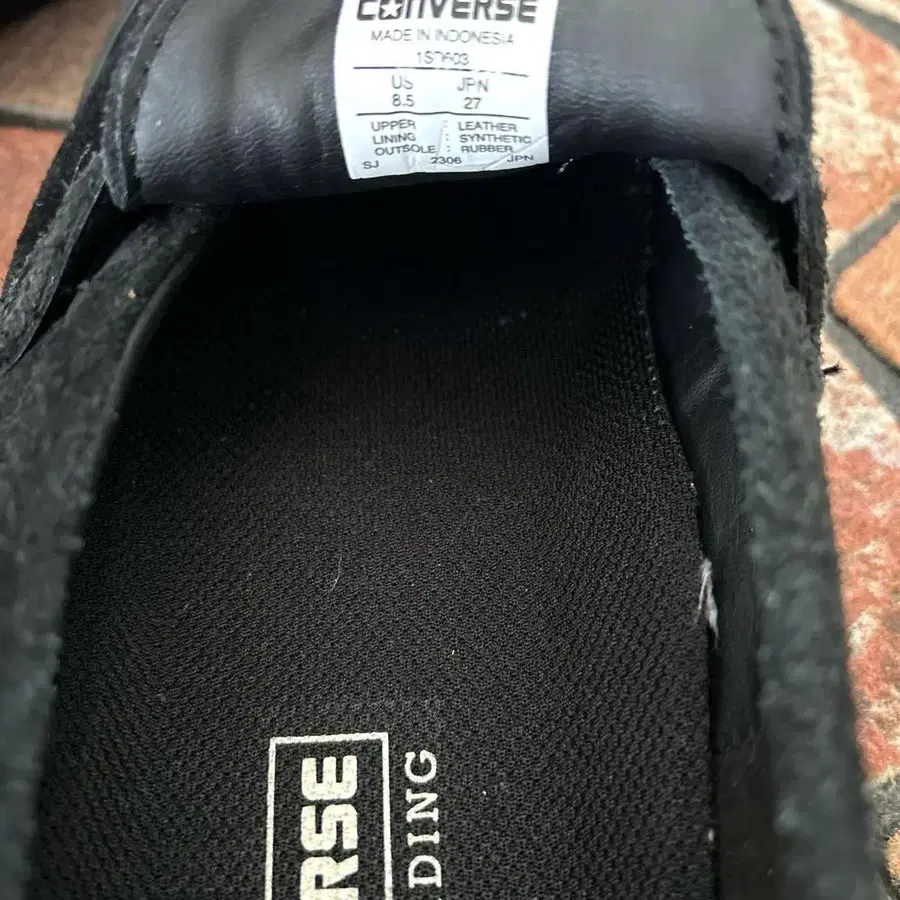 CONVERSE
MADE IN INDONESIA
US JPN
8.5 27
UPPER : LEATHER
LINING : SYNTHETIC
OUTSOLE : RUBBER
SJ 2306 JPN
RSE
DING